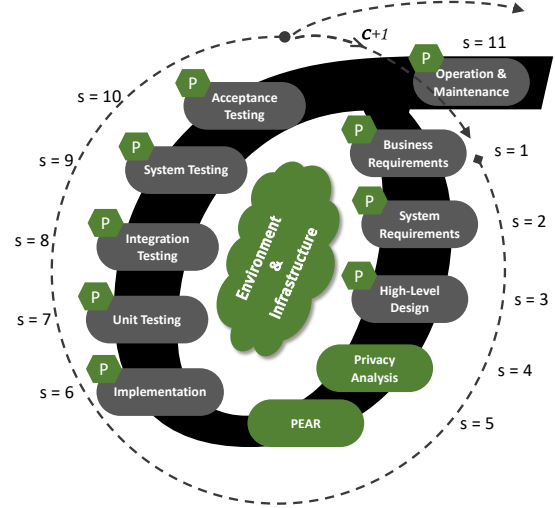 C+1
s = 11
P
Operation &
Maintenance
P
Acceptance
Testing
s = 10
P
Business
Requirements
s = 1
P
System Testing
s = 9
P
System
Requirements
s = 2
P
Integration
Testing
s = 8
Environment
&
Infrastructure
P
High-Level
Design
s = 3
P
Unit Testing
s = 7
Privacy
Analysis
s = 4
P
Implementation
s = 6
PEAR
s = 5